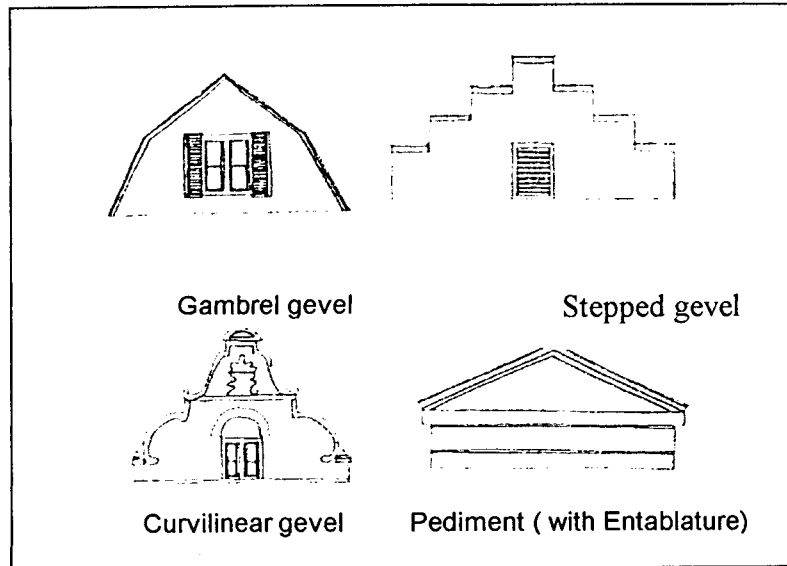 Gambrel gevel
Stepped gevel
Curvilinear gevel
Pediment ( with Entablature)